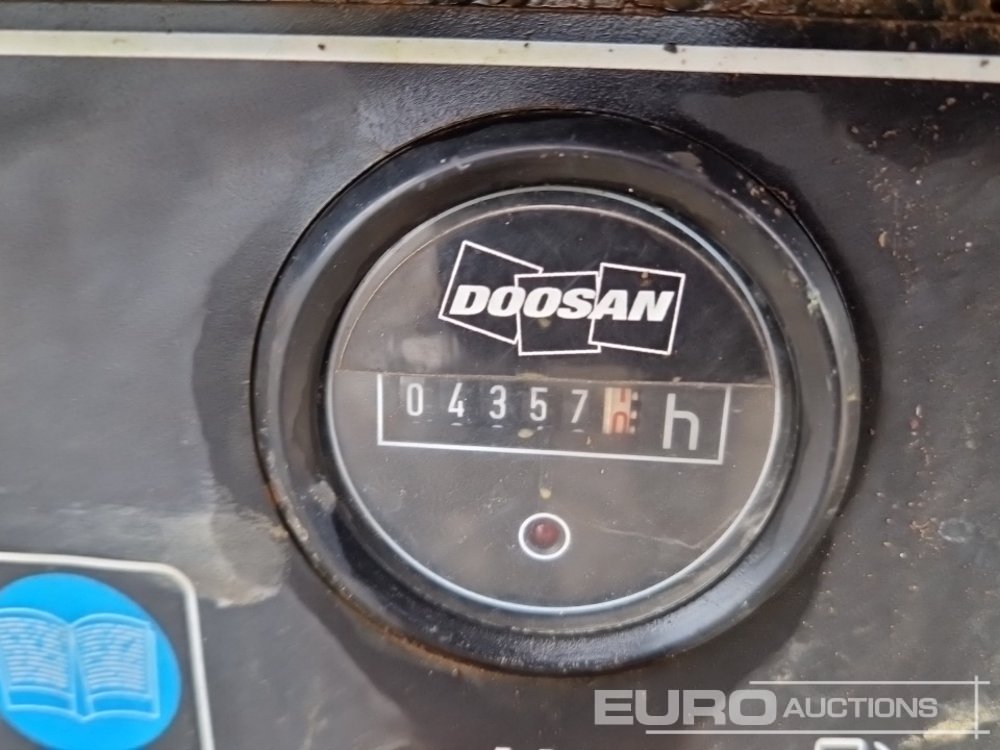 DOOSAN
04357 h
EURO AUCTIONS